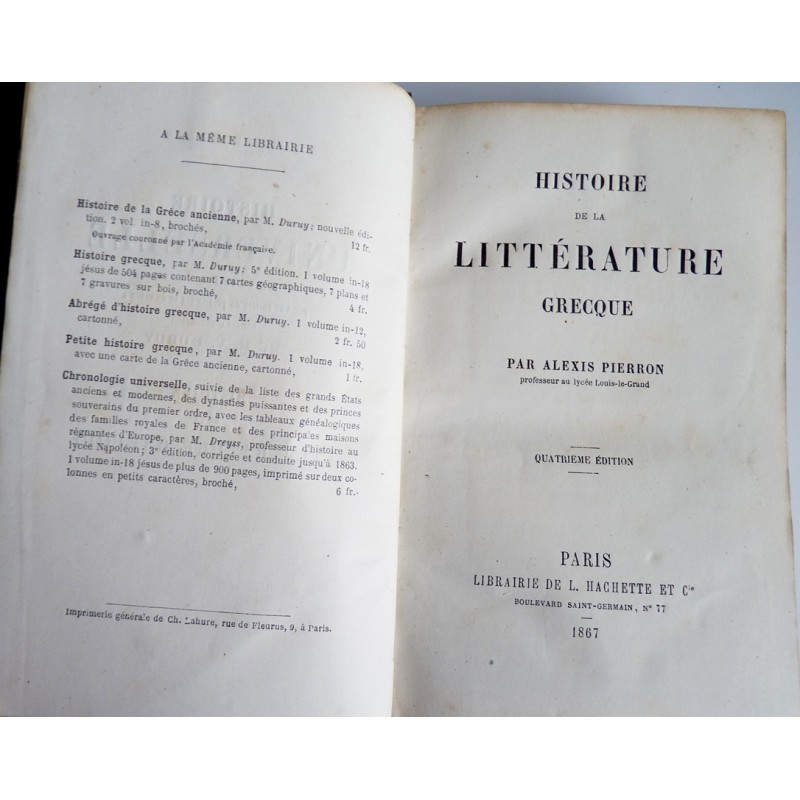 A LA MÊME LIBRAIRIE
Histoire de la Grèce ancienne, par M. Duruy; nouvelle édi-
tion. 2 vol in-8, brochés, 12 fr.
Ouvrage couronné par l'Académie française.
Histoire grecque, par M. Duruy; 5e édition. 1 volume in-18
jésus de 504 pages contenant 7 cartes géographiques, 7 plans et
7 gravures sur bois, broché, 4 fr.
Abrégé d'histoire grecque, par M. Duruy. 1 volume in-12,
cartonné, 2 fr. 50
Petite histoire grecque, par M. Duruy. 1 volume in-18,
avec une carte de la Grèce ancienne, cartonné, 1 fr.
Chronologie universelle, suivie de la liste des grands États
anciens et modernes, des dynasties puissantes et des princes
souverains du premier ordre, avec les tableaux généalogiques
des familles royales de France et des principales maisons
régnantes d'Europe, par M. Dreyss, professeur d'histoire au
lycée Napoléon; 3e édition, corrigée et conduite jusqu'à 1863.
1 volume in-18 jésus de plus de 900 pages, imprimé sur deux co-
lonnes en petits caractères, broché, 6 fr.
Imprimerie générale de Ch. Lahure, rue de Fleurus, 9, à Paris.
HISTOIRE
DE LA
LITTÉRATURE
GRECQUE
PAR ALEXIS PIERRON
professeur au lycée Louis-le-Grand
QUATRIÈME ÉDITION
PARIS
LIBRAIRIE DE L. HACHETTE ET Cie
BOULEVARD SAINT-GERMAIN, N° 77
1867